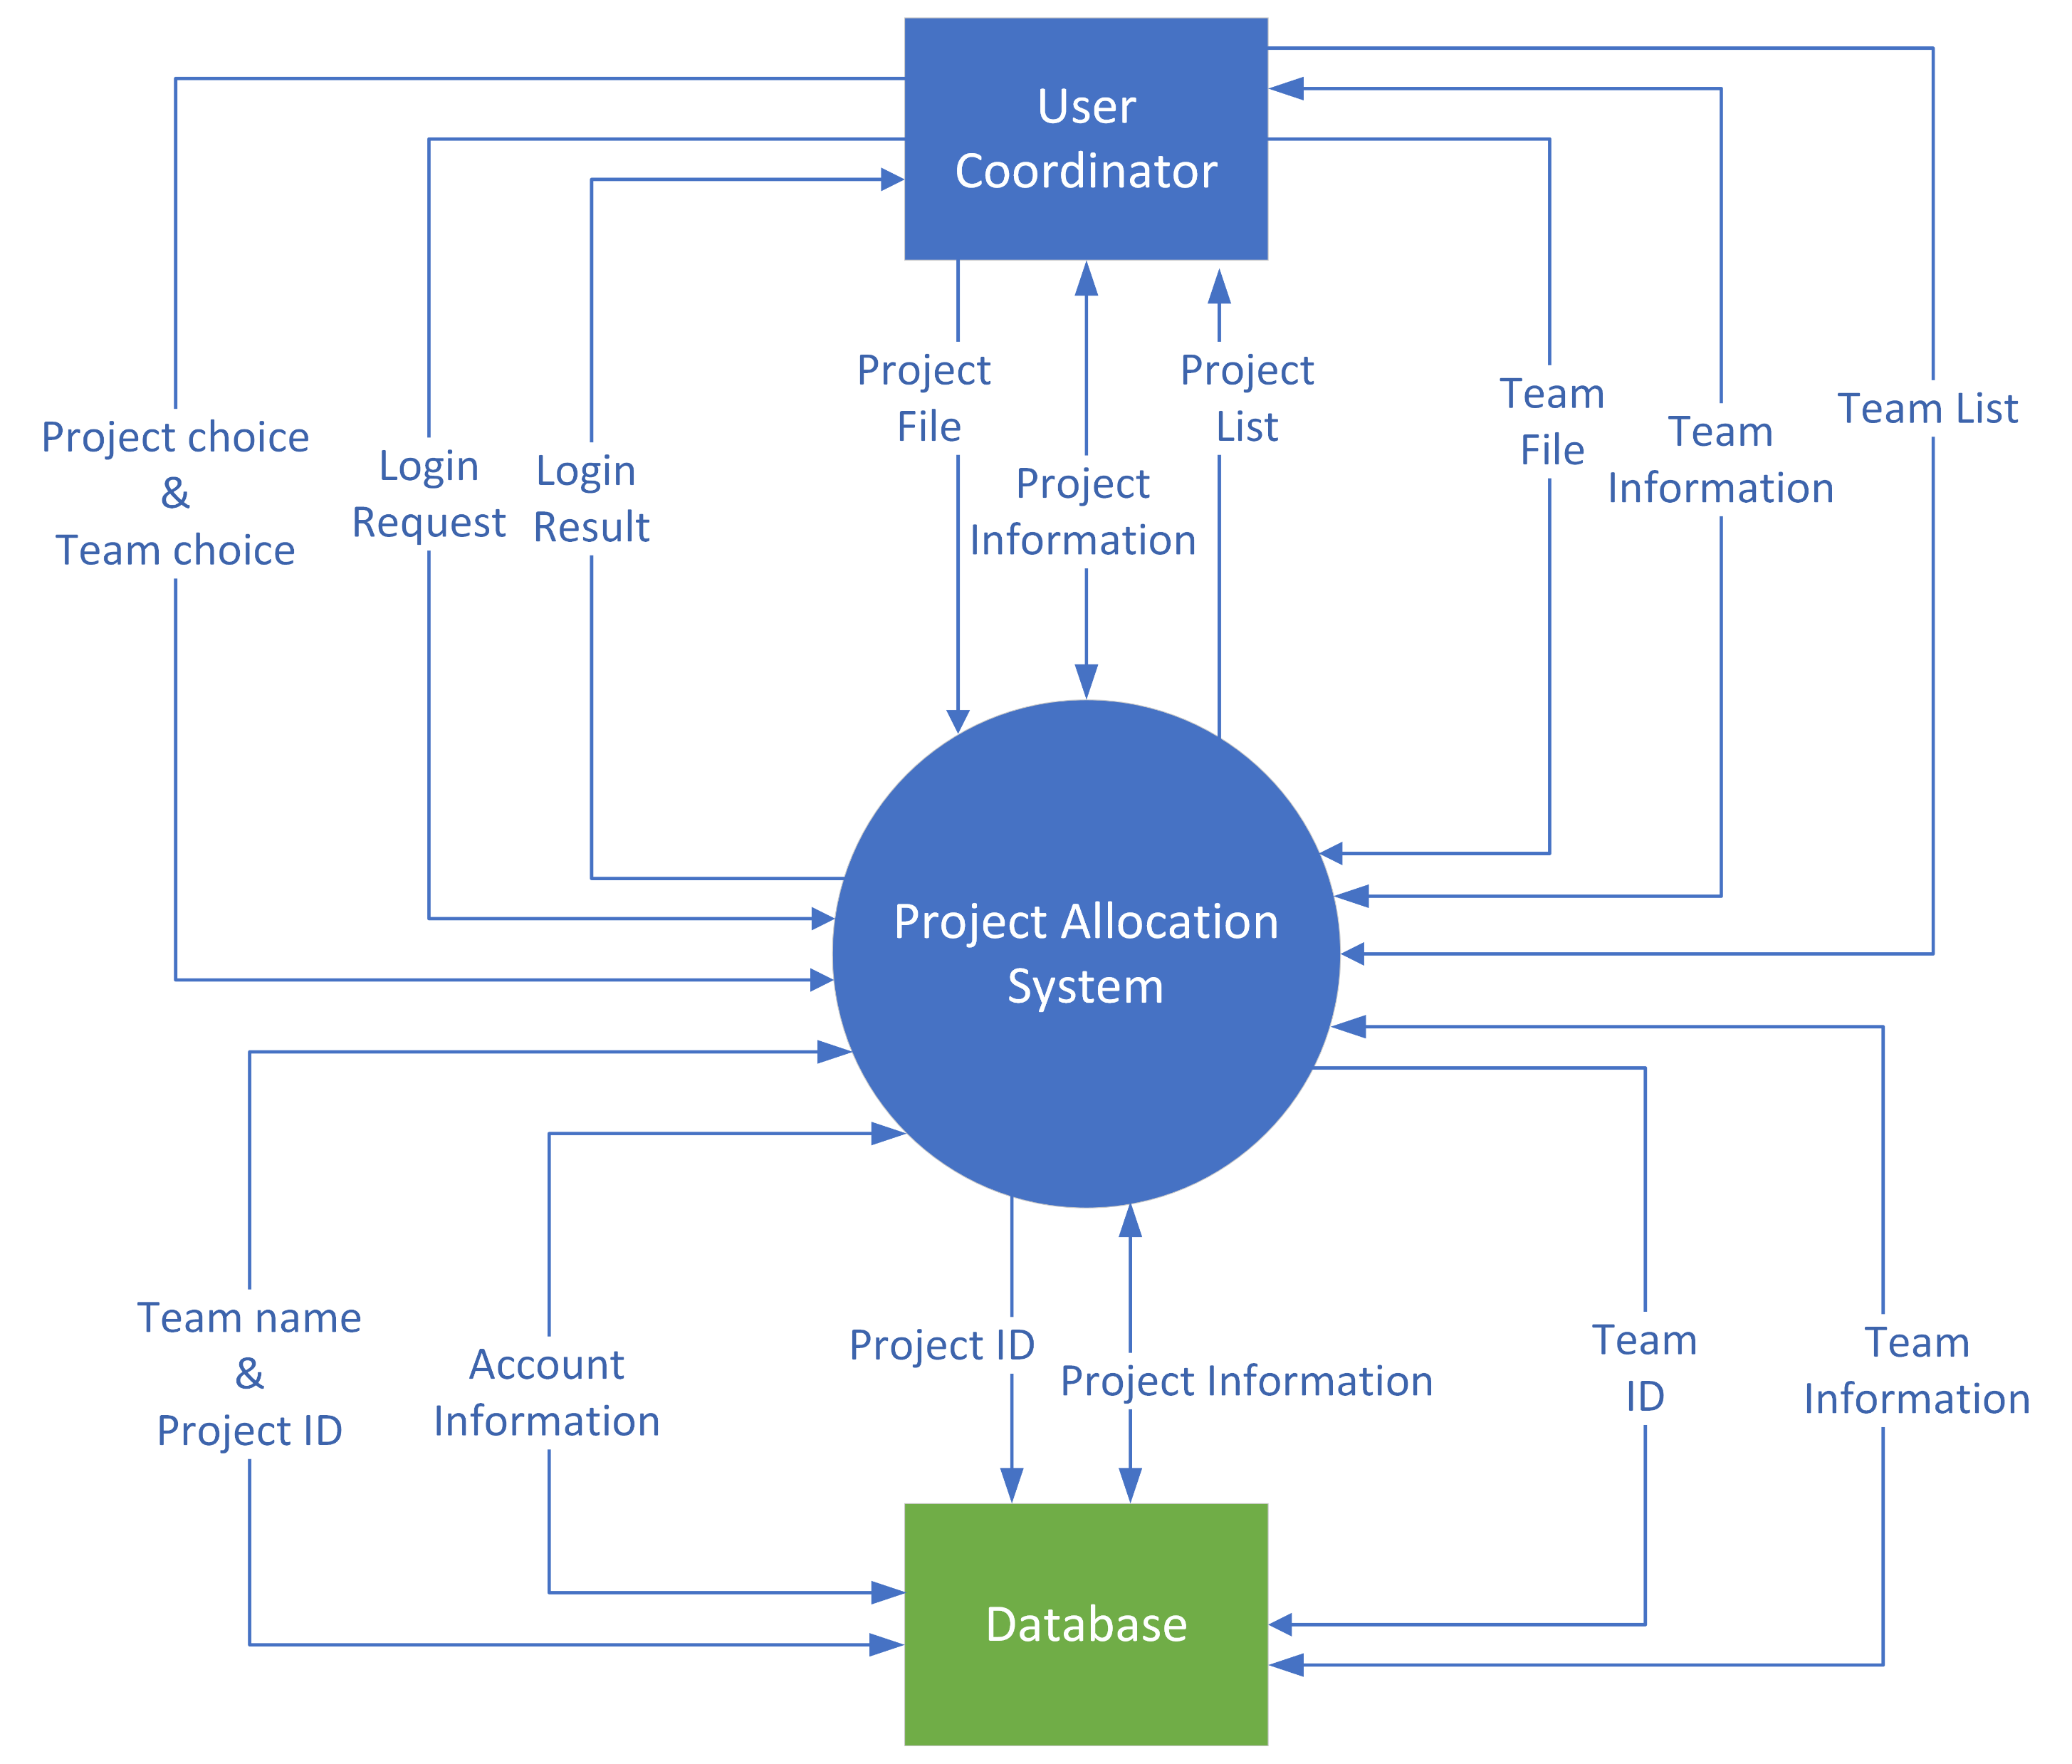 User
Coordinator
Project choice
&
Team choice
Login
Request
Login
Result
Project
File
Project
Information
Project
List
Team
File
Team
Information
Team List
Project Allocation
System
Team name
&
Project ID
Account
Information
Project ID
Project Information
Team
ID
Team
Information
Database